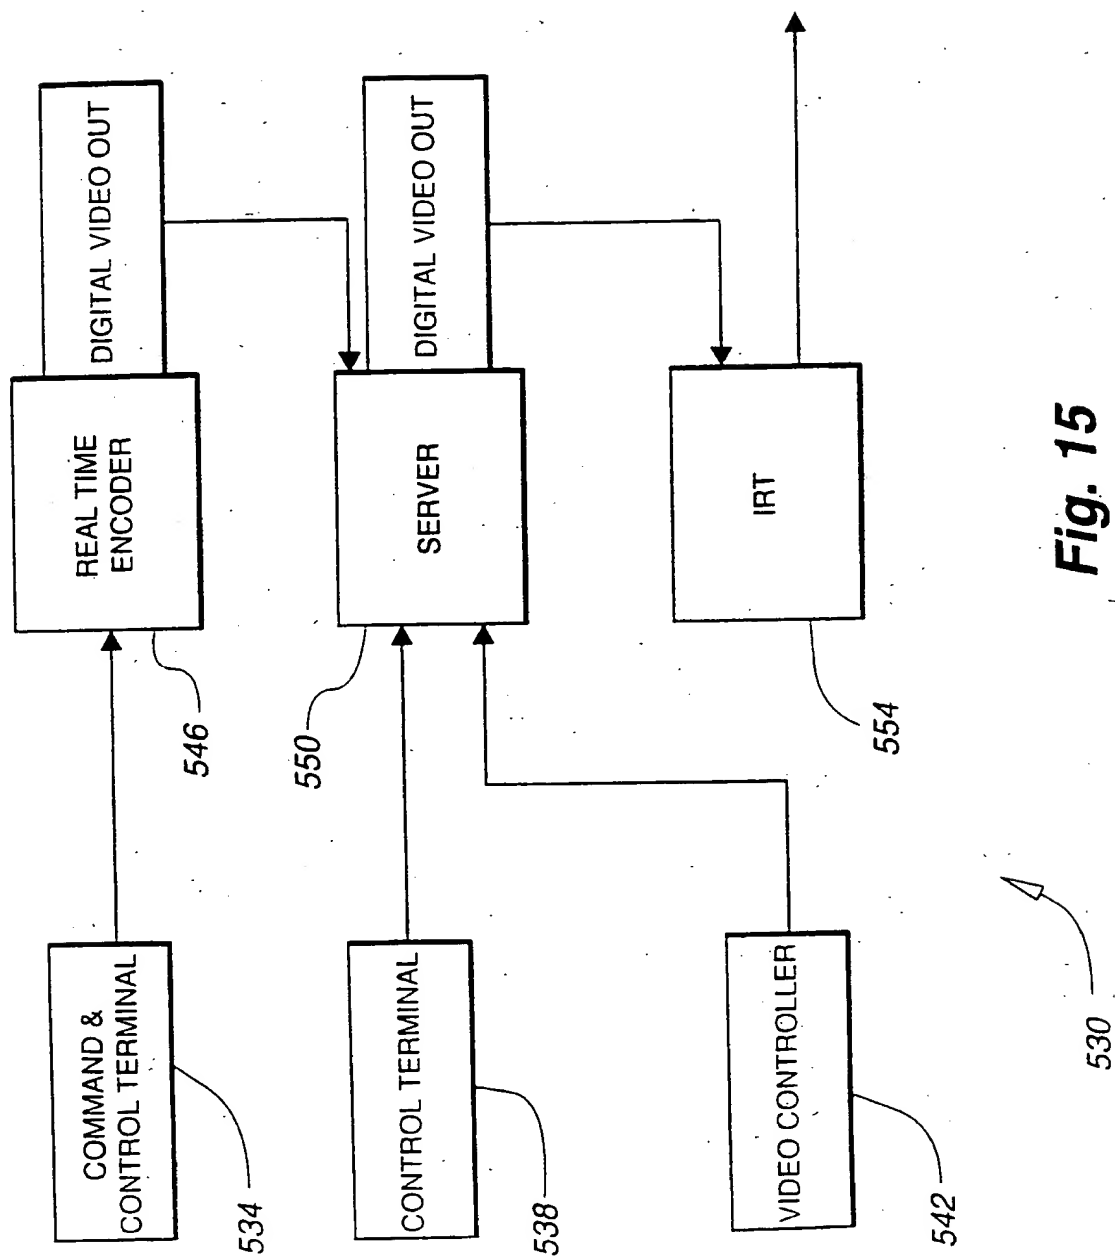 COMMAND &
CONTROL TERMINAL
534
REAL TIME
ENCODER
546
DIGITAL VIDEO OUT
CONTROL TERMINAL
538
SERVER
550
DIGITAL VIDEO OUT
VIDEO CONTROLLER
542
IRT
554
530
Fig. 15